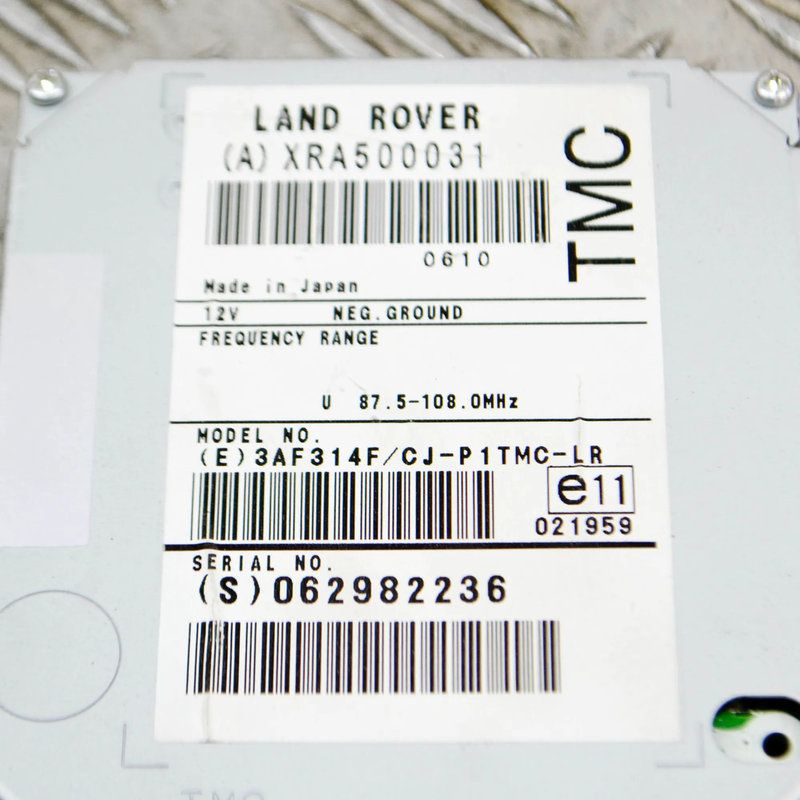 LAND ROVER
(A) XRA500031
TMC
0610
Made in Japan
12V NEG.GROUND
FREQUENCY RANGE
U 87.5-108.0MHz
MODEL NO.
(E)3AF314F/CJ-P1TMC-LR
e11
021959
SERIAL NO.
(S)062982236
TMC